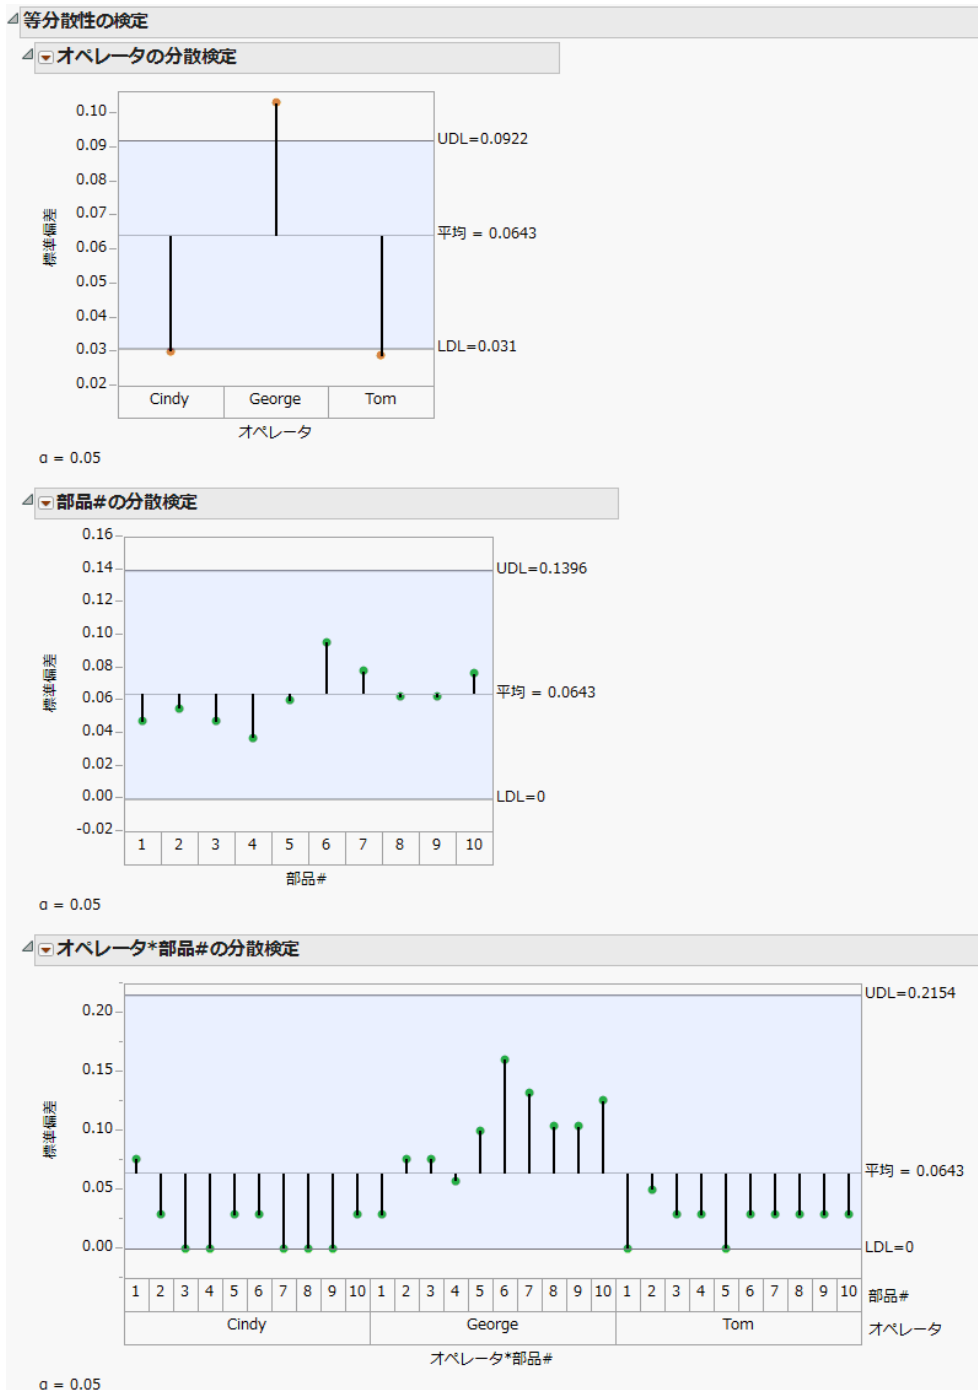 等分散性の検定
オペレータの分散検定
0.10
0.09
0.08
0.07
0.06
0.05
0.04
0.03
0.02
標準偏差
UDL=0.0922
平均 = 0.0643
LDL=0.031
Cindy George Tom
オペレータ
α = 0.05
部品#の分散検定
0.16
0.14
0.12
0.10
0.08
0.06
0.04
0.02
0.00
-0.02
標準偏差
UDL=0.1396
平均 = 0.0643
LDL=0
1 2 3 4 5 6 7 8 9 10
部品#
α = 0.05
オペレータ*部品#の分散検定
0.20
0.15
0.10
0.05
0.00
標準偏差
UDL=0.2154
平均 = 0.0643
LDL=0
1 2 3 4 5 6 7 8 9 10 1 2 3 4 5 6 7 8 9 10 1 2 3 4 5 6 7 8 9 10 部品#
Cindy George Tom オペレータ
オペレータ*部品#
α = 0.05